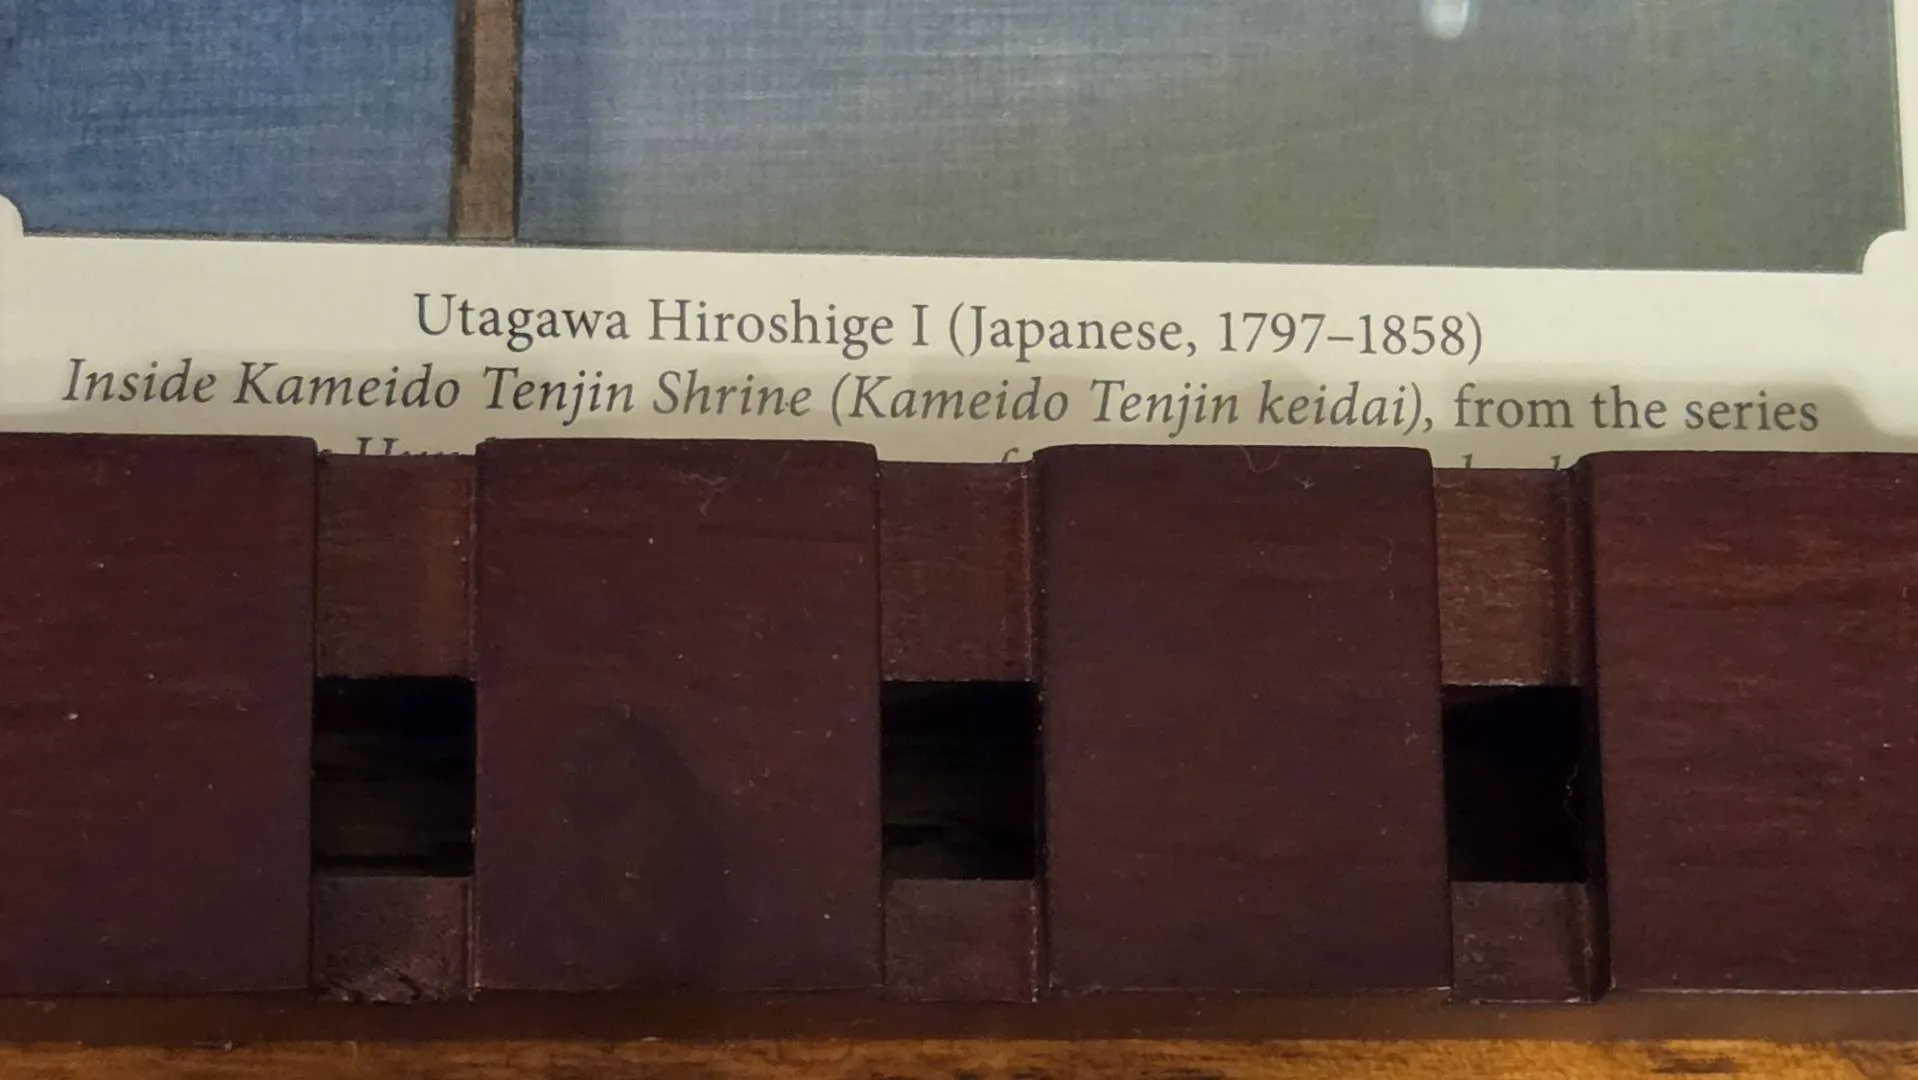 Utagawa Hiroshige I (Japanese, 1797–1858)
Inside Kameido Tenjin Shrine (Kameido Tenjin keidai), from the series